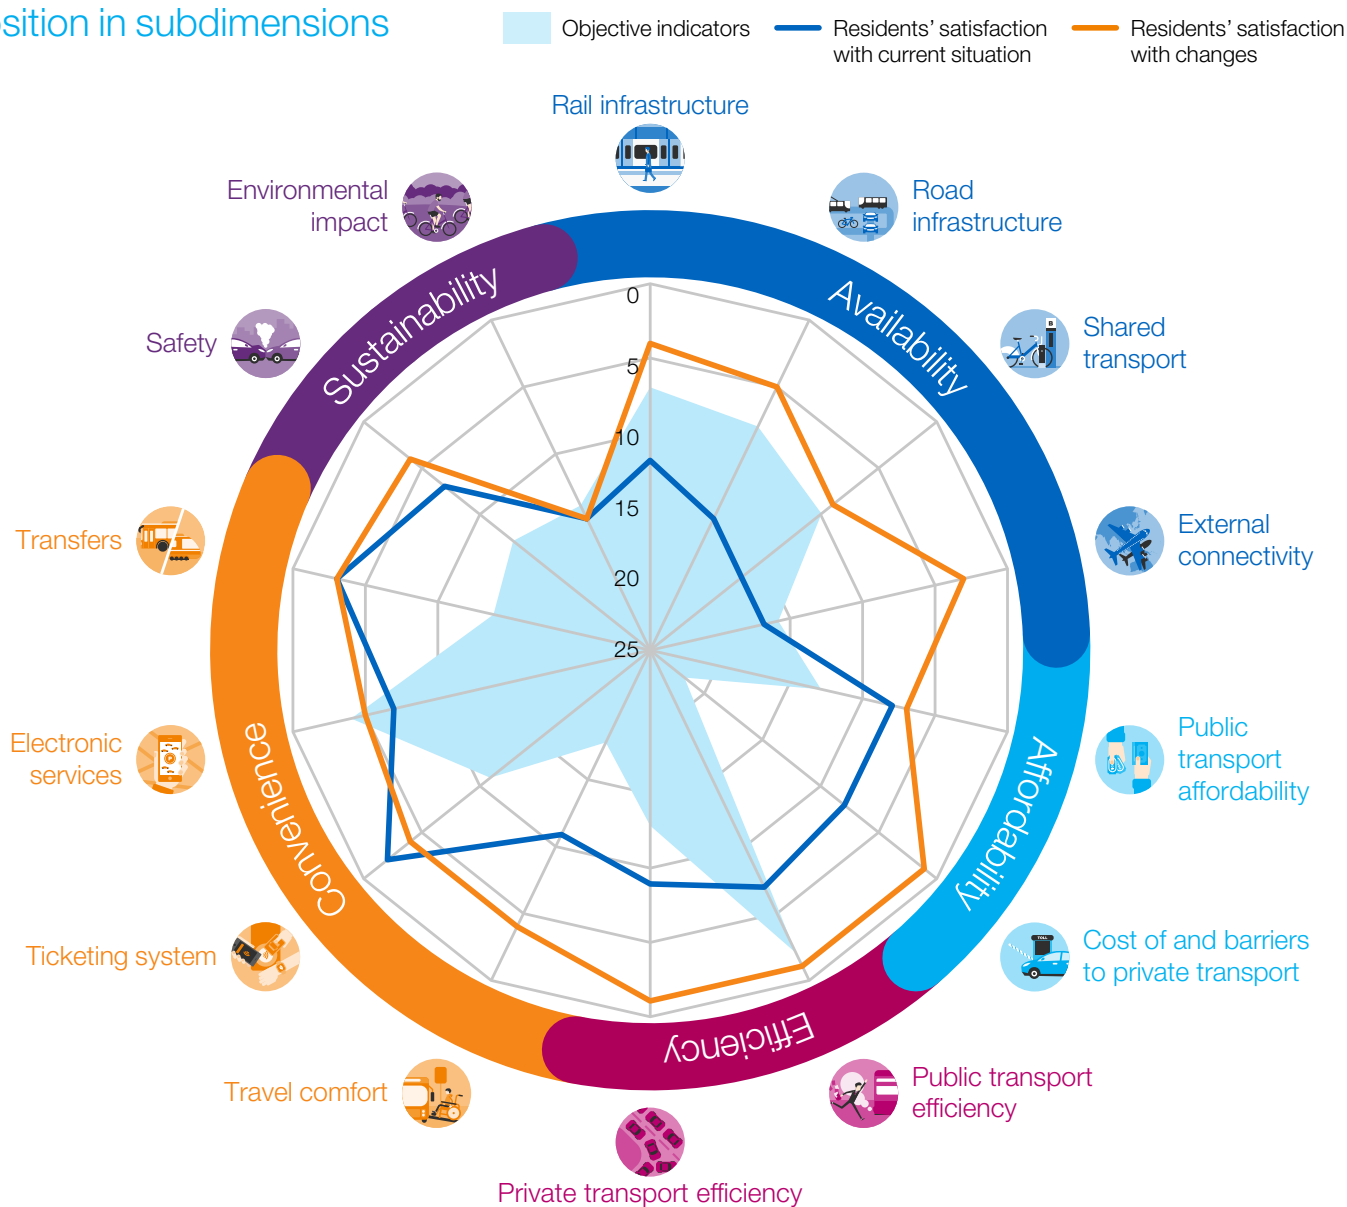 sition in subdimensions
Objective indicators
Residents’ satisfaction
with current situation
Residents’ satisfaction
with changes
Rail infrastructure
Road
infrastructure
Shared
transport
External
connectivity
Public
transport
affordability
Cost of and barriers
to private transport
Public transport
efficiency
Private transport efficiency
Travel comfort
Ticketing system
Electronic
services
Transfers
Safety
Environmental
impact
Availability
Affordability
Efficiency
Convenience
Sustainability
0
5
10
15
20
25
TOLL
B